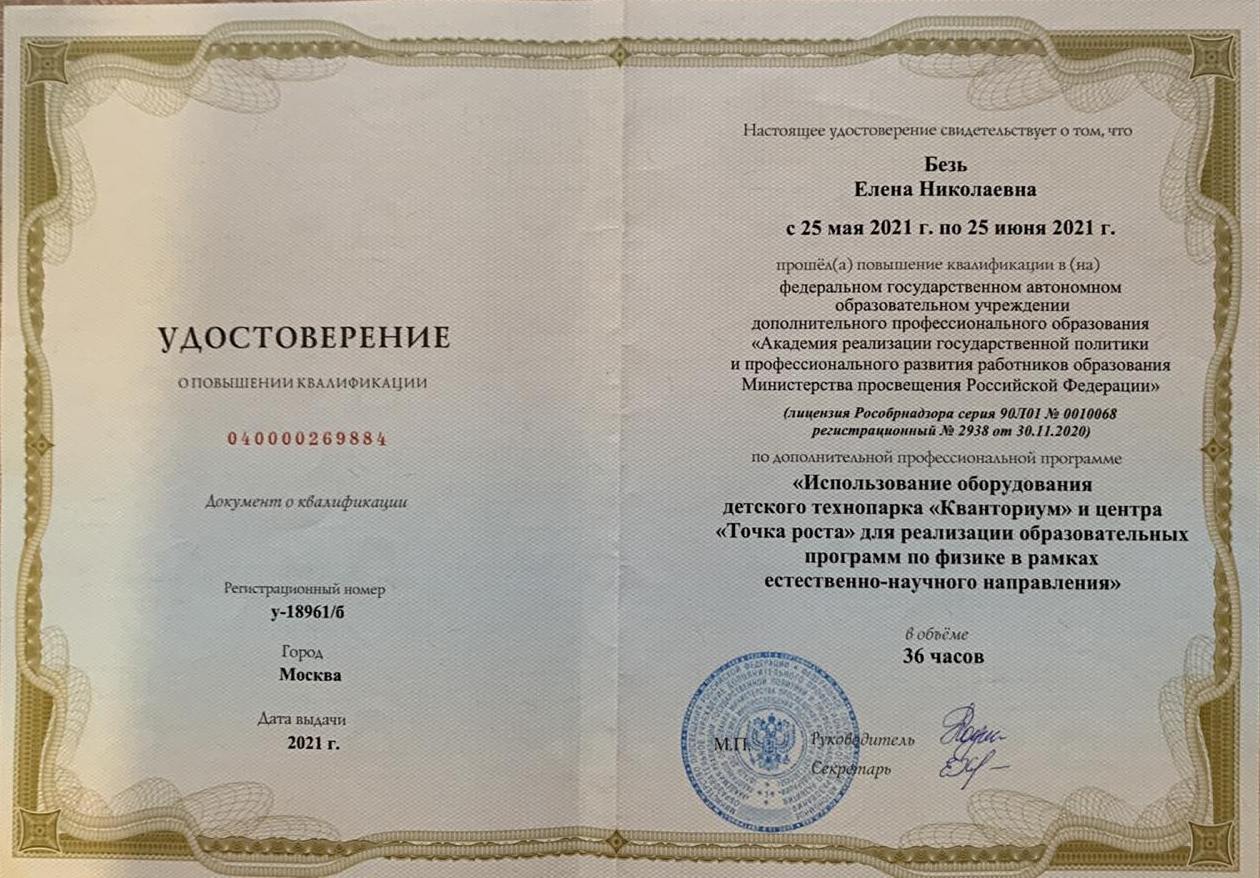 УДОСТОВЕРЕНИЕ
О ПОВЫШЕНИИ КВАЛИФИКАЦИИ
040000269884
Документ о квалификации
Регистрационный номер
у-18961/б
Город
Москва
Дата выдачи
2021 г.
Настоящее удостоверение свидетельствует о том, что
Безь
Елена Николаевна
с 25 мая 2021 г. по 25 июня 2021 г.
прошёл(а) повышение квалификации в (на)
федеральном государственном автономном
образовательном учреждении
дополнительного профессионального образования
«Академия реализации государственной политики
и профессионального развития работников образования
Министерства просвещения Российской Федерации»
(лицензия Рособрнадзора серия 90Л01 № 0010068
регистрационный № 2938 от 30.11.2020)
по дополнительной профессиональной программе
«Использование оборудования
детского технопарка «Кванториум» и центра
«Точка роста» для реализации образовательных
программ по физике в рамках
естественно-научного направления»
в объёме
36 часов
М.П.
Руководитель
Секретарь